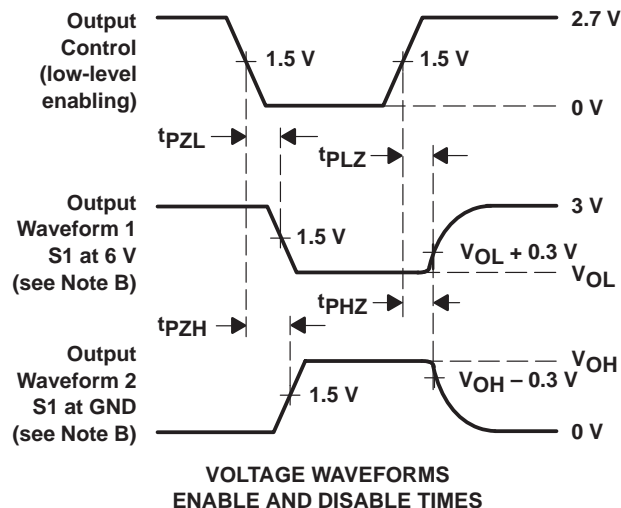 Output
Control
(low-level
enabling)
2.7 V
1.5 V
1.5 V
0 V
tPZL
tPLZ
Output
Waveform 1
S1 at 6 V
(see Note B)
3 V
1.5 V
VOL + 0.3 V
VOL
tPZH
tPHZ
Output
Waveform 2
S1 at GND
(see Note B)
VOH
1.5 V
VOH − 0.3 V
0 V
VOLTAGE WAVEFORMS
ENABLE AND DISABLE TIMES